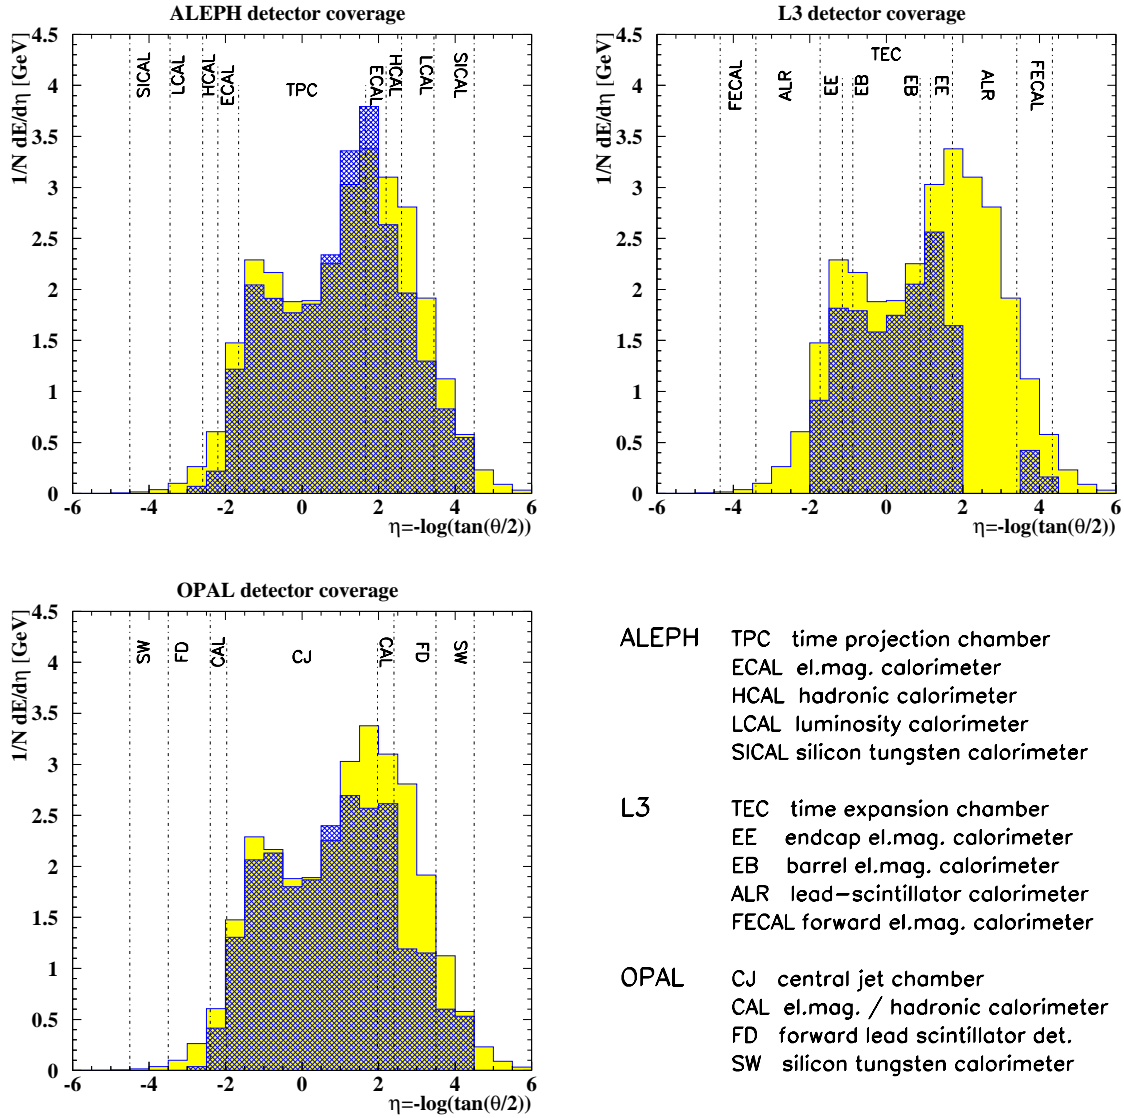 ALEPH detector coverage
1/N dE/dη [GeV]
4.5
4
3.5
3
2.5
2
1.5
1
0.5
0
SICAL
LCAL
HCAL
ECAL
TPC
ECAL
HCAL
LCAL
SICAL
-6 -4 -2 0 2 4 6
η=-log(tan(θ/2))
L3 detector coverage
1/N dE/dη [GeV]
4.5
4
3.5
3
2.5
2
1.5
1
0.5
0
TEC
FECAL
ALR
EE
EB
EB
EE
ALR
FECAL
-6 -4 -2 0 2 4 6
η=-log(tan(θ/2))
OPAL detector coverage
1/N dE/dη [GeV]
4.5
4
3.5
3
2.5
2
1.5
1
0.5
0
SW
FD
CAL
CJ
CAL
FD
SW
-6 -4 -2 0 2 4 6
η=-log(tan(θ/2))
ALEPH TPC time projection chamber
ECAL el.mag. calorimeter
HCAL hadronic calorimeter
LCAL luminosity calorimeter
SICAL silicon tungsten calorimeter
L3 TEC time expansion chamber
EE endcap el.mag. calorimeter
EB barrel el.mag. calorimeter
ALR lead-scintillator calorimeter
FECAL forward el.mag. calorimeter
OPAL CJ central jet chamber
CAL el.mag. / hadronic calorimeter
FD forward lead scintillator det.
SW silicon tungsten calorimeter